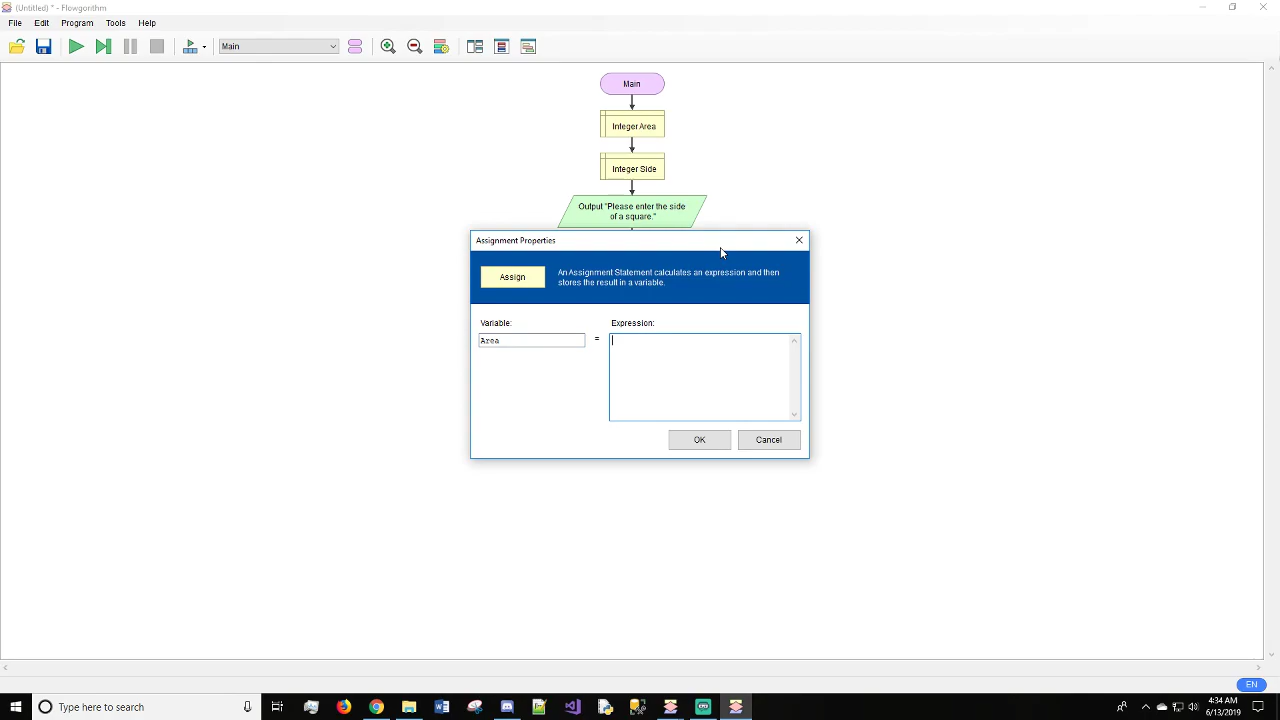 (Untitled) * - Flowgorithm
File Edit Program Tools Help
Main
Main
Integer Area
Integer Side
Output "Please enter the side
of a square."
Assignment Properties
Assign
An Assignment Statement calculates an expression and then
stores the result in a variable.
Variable:
Expression:
Area
=
OK
Cancel
EN
Type here to search
4:34 AM
6/13/2019